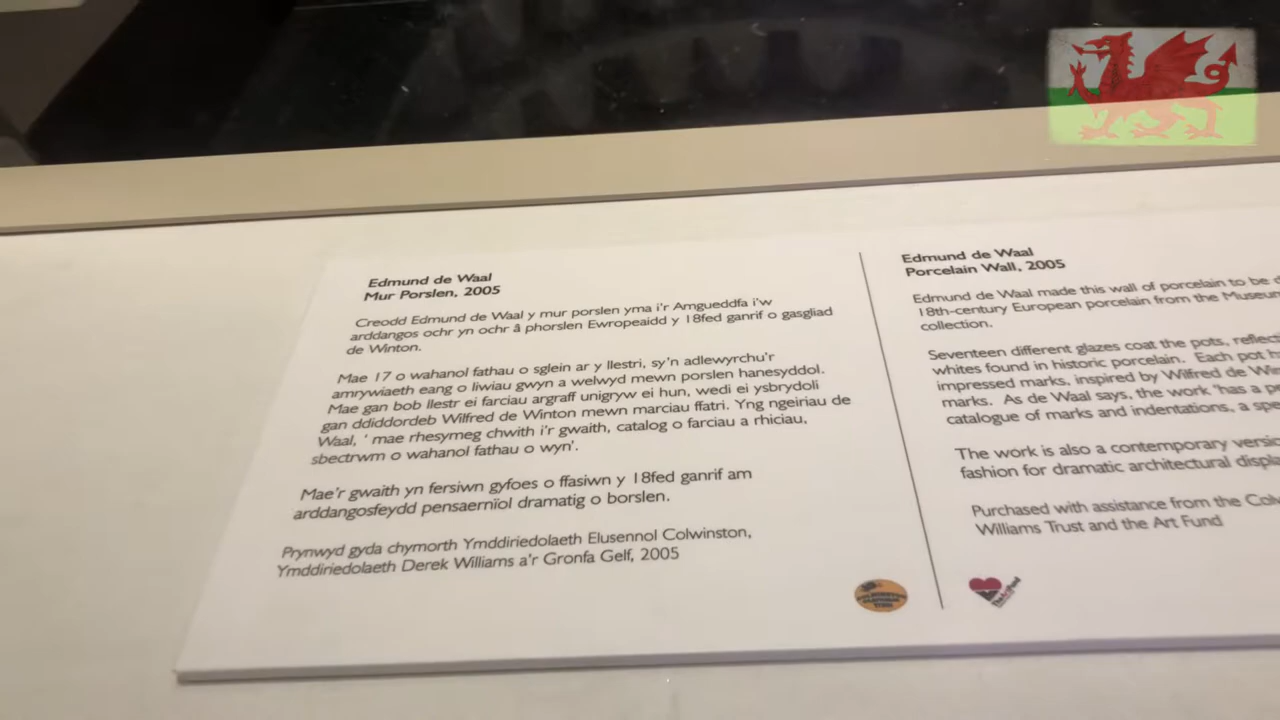 Edmund de Waal
Mur Porslen, 2005
Creodd Edmund de Waal y mur porslen yma i'r Amgueddfa i'w
arddangos ochr yn ochr â phorslen Ewropeaidd y 18fed ganrif o gasgliad
de Winton.
Mae 17 o wahanol fathau o sglein ar y llestri, sy'n adlewyrchu'r
amrywiaeth eang o liwiau gwyn a welwyd mewn porslen hanesyddol.
Mae gan bob llestr ei farciau argraff unigryw ei hun, wedi ei ysbrydoli
gan ddiddordeb Wilfred de Winton mewn marciau ffatri. Yng ngeiriau de
Waal, ' mae rhesymeg chwith i'r gwaith, catalog o farciau a rhiciau,
sbectrwm o wahanol fathau o wyn'.
Mae'r gwaith yn fersiwn gyfoes o ffasiwn y 18fed ganrif am
arddangosfeydd pensaernïol dramatig o borslen.
Prynwyd gyda chymorth Ymddiriedolaeth Elusennol Colwinston,
Ymddiriedolaeth Derek Williams a'r Gronfa Gelf, 2005
Edmund de Waal
Porcelain Wall, 2005
Edmund de Waal made this wall of porcelain to be
18th-century European porcelain from the
collection.
Seventeen different glazes coat the pots,
whites found in historic porcelain. Each pot
impressed marks, inspired by Wilfred de
marks. As de Waal says, the work 'has a
catalogue of marks and indentations, a
The work is also a contemporary
fashion for dramatic architectural
Purchased with assistance from the
Williams Trust and the Art Fund